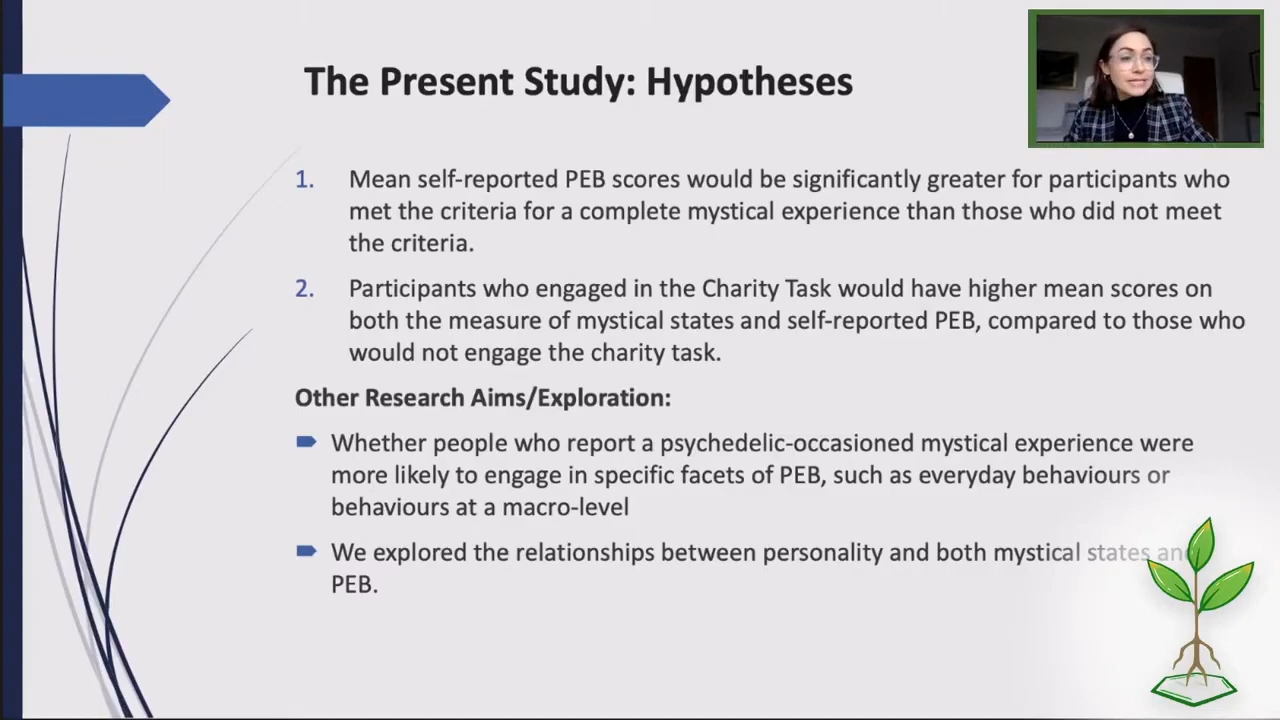 The Present Study: Hypotheses
1. Mean self-reported PEB scores would be significantly greater for participants who
met the criteria for a complete mystical experience than those who did not meet
the criteria.
2. Participants who engaged in the Charity Task would have higher mean scores on
both the measure of mystical states and self-reported PEB, compared to those who
would not engage the charity task.
Other Research Aims/Exploration:
Whether people who report a psychedelic-occasioned mystical experience were
more likely to engage in specific facets of PEB, such as everyday behaviours or
behaviours at a macro-level
We explored the relationships between personality and both mystical states and
PEB.